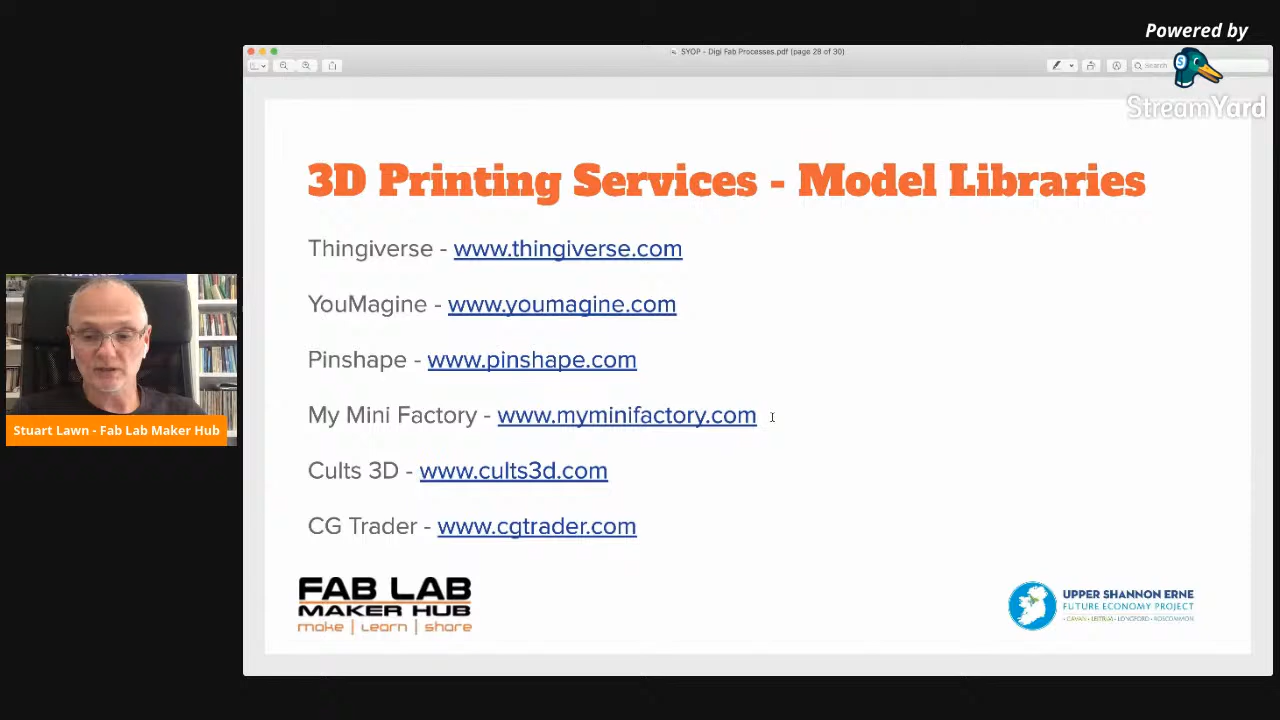 Powered by
StreamYard
SYOP - Digi Fab Processes.pdf (page 28 of 30)
Search
3D Printing Services - Model Libraries
Thingiverse - www.thingiverse.com
YouMagine - www.youmagine.com
Pinshape - www.pinshape.com
My Mini Factory - www.myminifactory.com
Cults 3D - www.cults3d.com
CG Trader - www.cgtrader.com
Stuart Lawn - Fab Lab Maker Hub
FAB LAB
MAKER HUB
make | Learn | share
UPPER SHANNON ERNE
FUTURE ECONOMY PROJECT
• CAVAN • LEITRIM • LONGFORD • ROSCOMMON